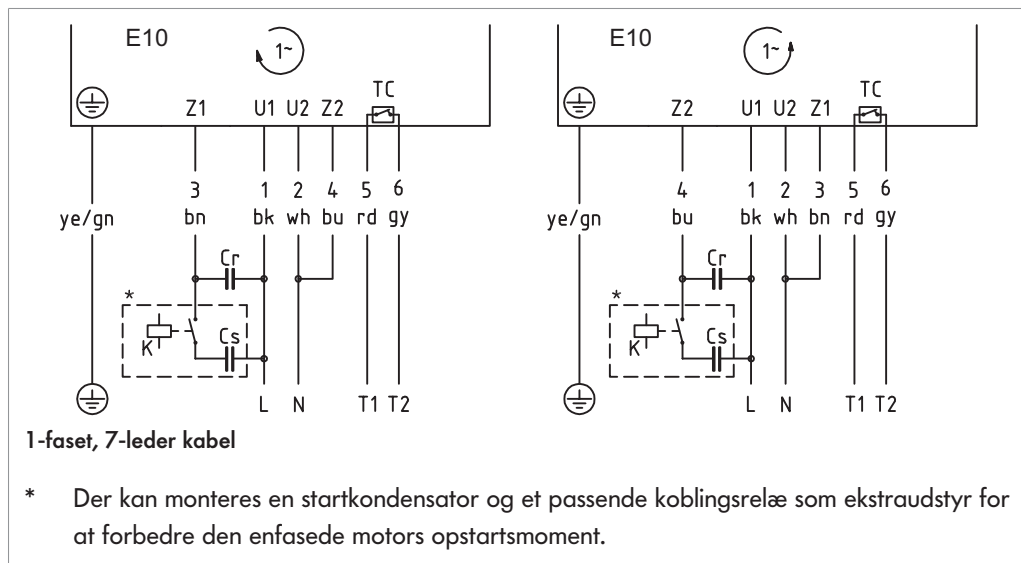 E10 1~ E10 1~
TC TC
Z1 U1 U2 Z2 Z2 U1 U2 Z1
3 1 2 4 5 6 4 1 2 3 5 6
ye/gn bn bk wh bu rd gy ye/gn bu bk wh bn rd gy
Cr Cr
* *
K Cs K Cs
L N T1 T2 L N T1 T2
1-faset, 7-leder kabel
* Der kan monteres en startkondensator og et passende koblingsrelæ som ekstraudstyr for
at forbedre den enfasede motors opstartsmoment.